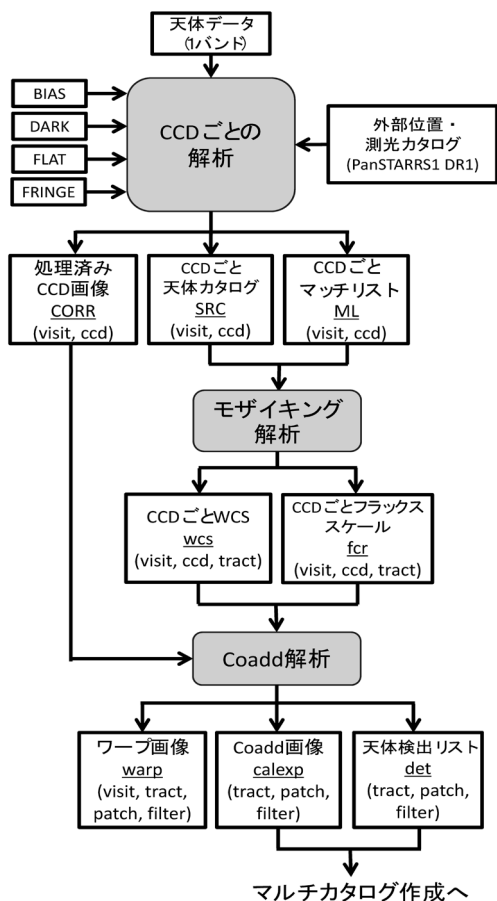 天体データ
(1バンド)
BIAS
DARK
FLAT
FRINGE
CCDごとの
解析
外部位置・
測光カタログ
(PanSTARRS1 DR1)
処理済み
CCD画像
CORR
(visit, ccd)
CCDごと
天体カタログ
SRC
(visit, ccd)
CCDごと
マッチリスト
ML
(visit, ccd)
モザイキング
解析
CCDごとWCS
wcs
(visit, ccd, tract)
CCDごとフラックス
スケール
fcr
(visit, ccd, tract)
Coadd解析
ワープ画像
warp
(visit, tract,
patch, filter)
Coadd画像
calexp
(tract, patch,
filter)
天体検出リスト
det
(tract, patch,
filter)
マルチカタログ作成へ